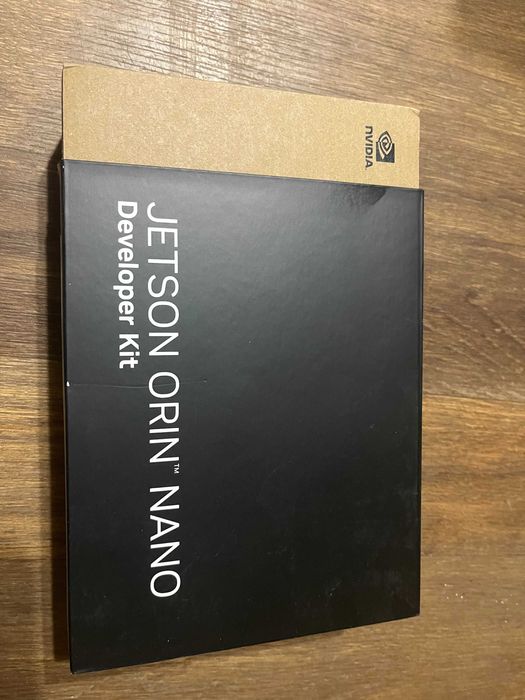 NVIDIA
JETSON ORIN™ NANO
Developer Kit